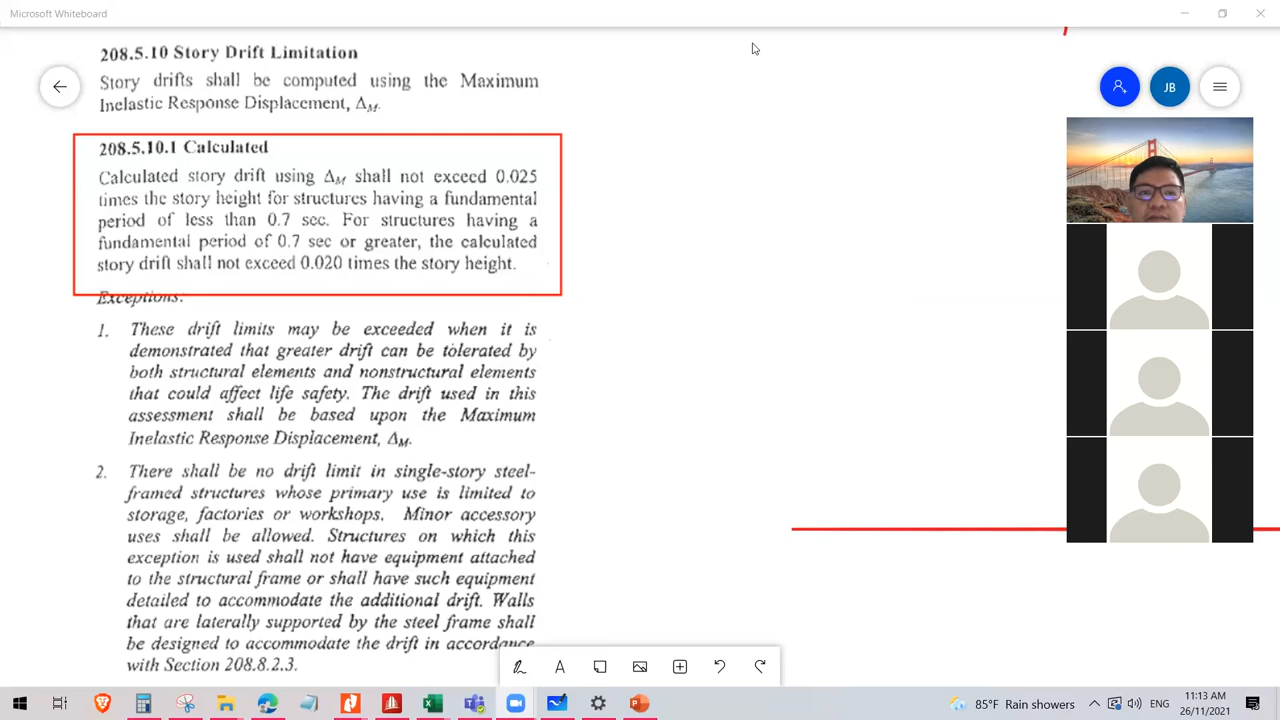 Microsoft Whiteboard
208.5.10 Story Drift Limitation
Story drifts shall be computed using the Maximum
Inelastic Response Displacement, ΔM.
208.5.10.1 Calculated
Calculated story drift using ΔM shall not exceed 0.025
times the story height for structures having a fundamental
period of less than 0.7 sec. For structures having a
fundamental period of 0.7 sec or greater, the calculated
story drift shall not exceed 0.020 times the story height.
Exceptions:
1. These drift limits may be exceeded when it is
demonstrated that greater drift can be tolerated by
both structural elements and nonstructural elements
that could affect life safety. The drift used in this
assessment shall be based upon the Maximum
Inelastic Response Displacement, ΔM.
2. There shall be no drift limit in single-story steel-
framed structures whose primary use is limited to
storage, factories or workshops. Minor accessory
uses shall be allowed. Structures on which this
exception is used shall not have equipment attached
to the structural frame or shall have such equipment
detailed to accommodate the additional drift. Walls
that are laterally supported by the steel frame shall
be designed to accommodate the drift in accordance
with Section 208.8.2.3.
JB
85°F Rain showers
ENG
11:13 AM
26/11/2021